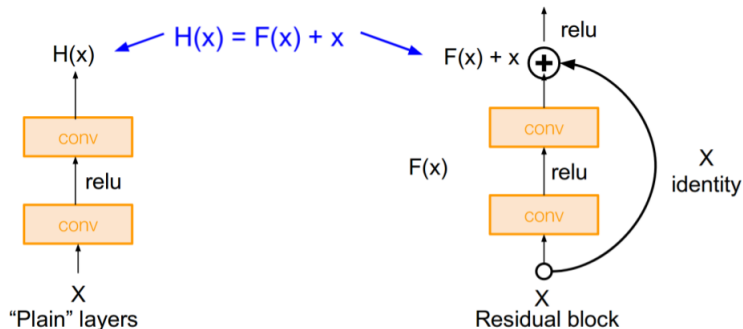 H(x)
H(x) = F(x) + x
conv
relu
conv
X
“Plain” layers
relu
F(x) + x
conv
F(x)
relu
conv
X
identity
X
Residual block